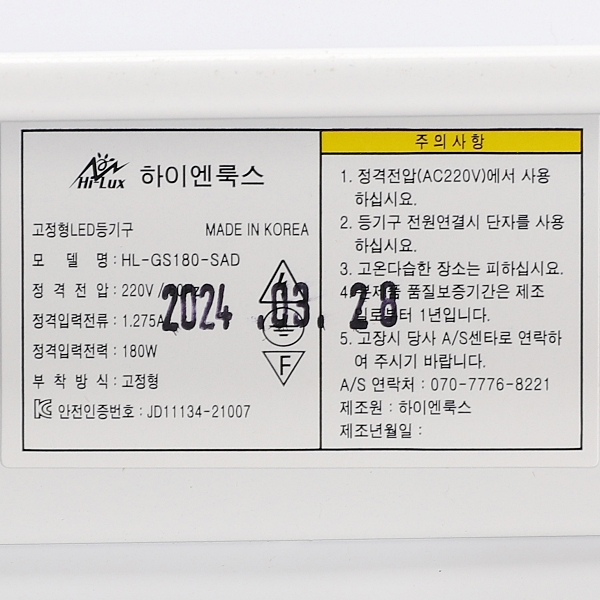 Hi-Lux 하이엔룩스
고정형LED등기구 MADE IN KOREA
모 델 명 : HL-GS180-SAD
정 격 전 압 : 220V /
정격입력전류 : 1.275A
정격입력전력 : 180W
부 착 방 식 : 고정형
안전인증번호 : JD11134-21007
F
2024 .03. 28
주 의 사 항
1. 정격전압(AC220V)에서 사용
하십시요.
2. 등기구 전원연결시 단자를 사용
하십시요.
3. 고온다습한 장소는 피하십시요.
4. 본제품 품질보증기간은 제조
일로부터 1년입니다.
5. 고장시 당사 A/S센타로 연락하
여 주시기 바랍니다.
A/S 연락처 : 070-7776-8221
제조원 : 하이엔룩스
제조년월일 :